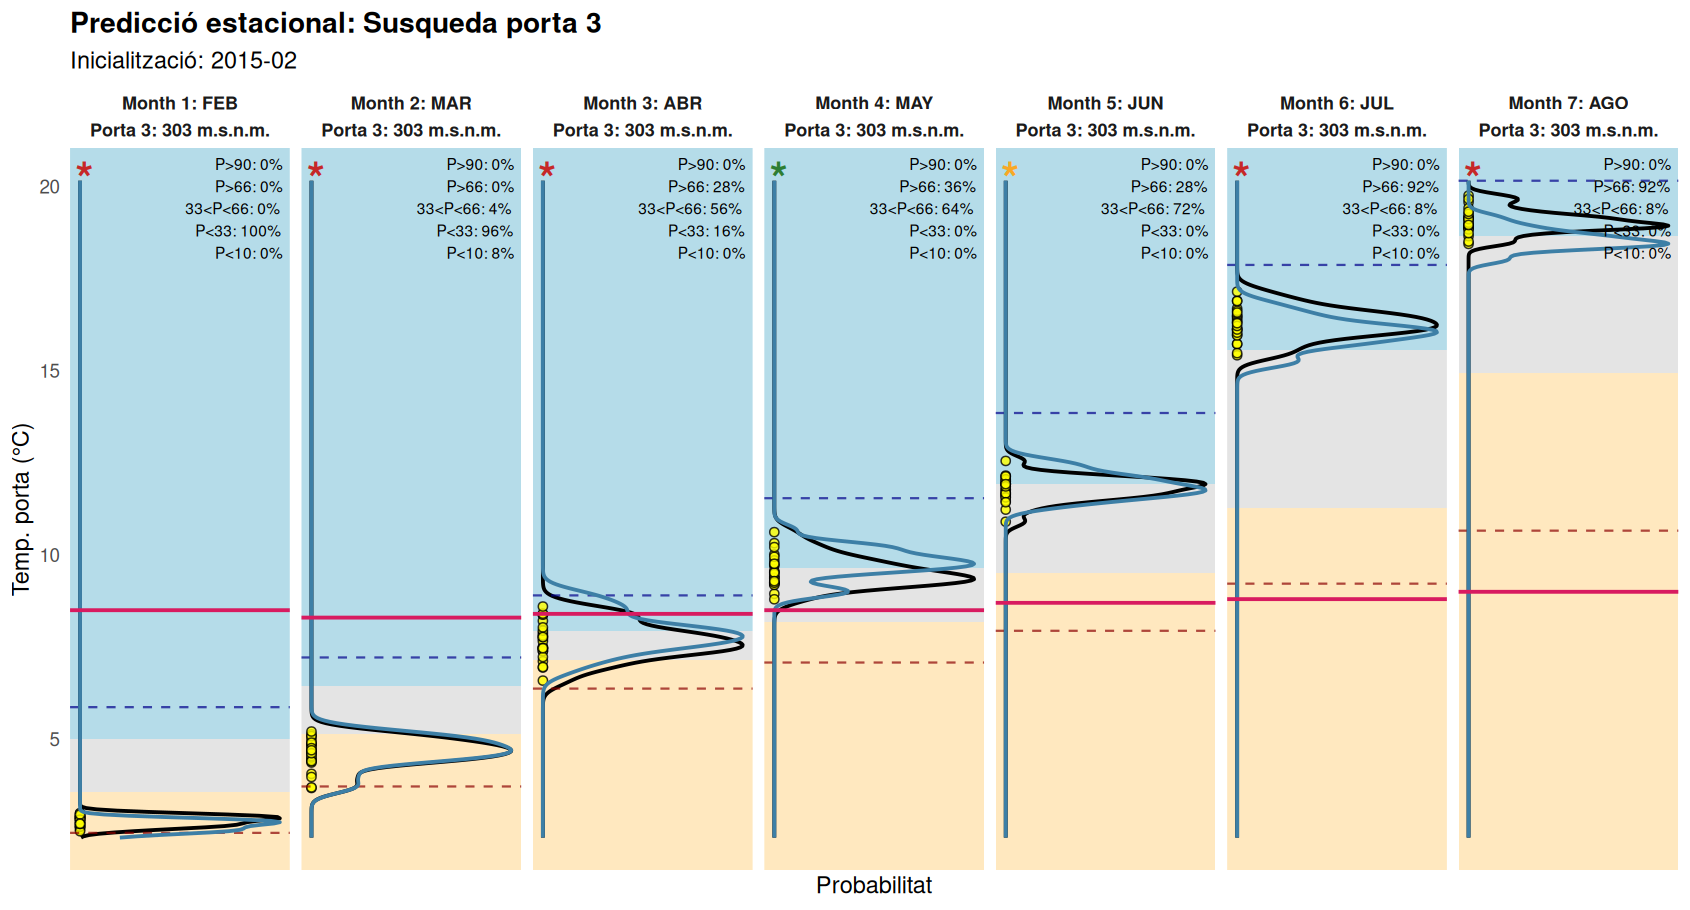 Predicció estacional: Susqueda porta 3
Inicialització: 2015-02
Month 1: FEB
Porta 3: 303 m.s.n.m.
Month 2: MAR
Porta 3: 303 m.s.n.m.
Month 3: ABR
Porta 3: 303 m.s.n.m.
Month 4: MAY
Porta 3: 303 m.s.n.m.
Month 5: JUN
Porta 3: 303 m.s.n.m.
Month 6: JUL
Porta 3: 303 m.s.n.m.
Month 7: AGO
Porta 3: 303 m.s.n.m.
Temp. porta (°C)
20
15
10
5
*
P>90: 0%
P>66: 0%
33<P<66: 0%
P<33: 100%
P<10: 0%
*
P>90: 0%
P>66: 0%
33<P<66: 4%
P<33: 96%
P<10: 8%
*
P>90: 0%
P>66: 28%
33<P<66: 56%
P<33: 16%
P<10: 0%
*
P>90: 0%
P>66: 36%
33<P<66: 64%
P<33: 0%
P<10: 0%
*
P>90: 0%
P>66: 28%
33<P<66: 72%
P<33: 0%
P<10: 0%
*
P>90: 0%
P>66: 92%
33<P<66: 8%
P<33: 0%
P<10: 0%
*
P>90: 0%
P>66: 92%
33<P<66: 8%
P<33: 0%
P<10: 0%
Probabilitat